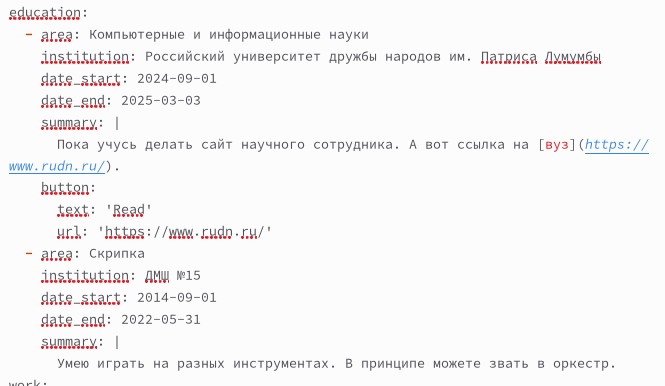 education:
  - area: Компьютерные и информационные науки
    institution: Российский университет дружбы народов им. Патриса Лумумбы
    date_start: 2024-09-01
    date_end: 2025-03-03
    summary: |
      Пока учусь делать сайт научного сотрудника. А вот ссылка на [вуз](https://
www.rudn.ru/).
    button:
      text: 'Read'
      url: 'https://www.rudn.ru/'
  - area: Скрипка
    institution: ДМШ №15
    date_start: 2014-09-01
    date_end: 2022-05-31
    summary: |
      Умею играть на разных инструментах. В принципе можете звать в оркестр.
work: